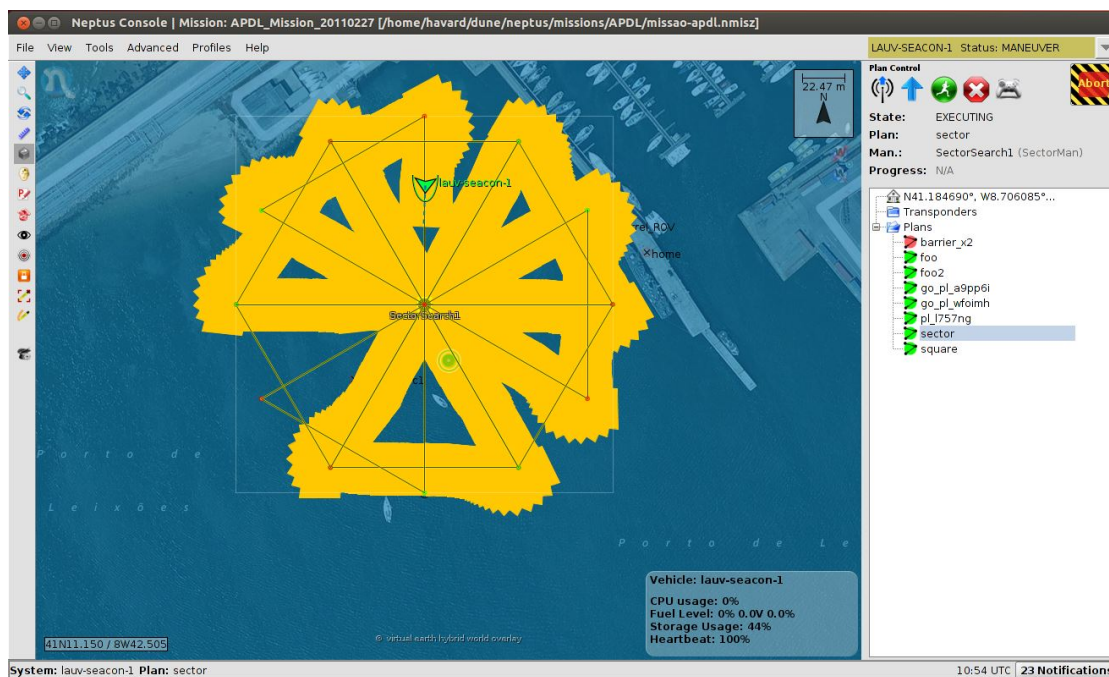 Neptus Console | Mission: APDL_Mission_20110227 [/home/havard/dune/neptus/missions/APDL/missao-apdl.nmisz]
File View Tools Advanced Profiles Help
LAUV-SEACON-1 Status: MANEUVER
Plan Control
Abort
State: EXECUTING
Plan: sector
Man.: SectorSearch1 (SectorMan)
Progress: N/A
N41.184690°, W8.706085°...
Transponders
Plans
barrier_x2
foo
foo2
go_pl_a9pp6i
go_pl_wfoimh
pl_l757ng
sector
square
22.47 m
N
lauv-seacon-1
ROV
home
SectorSearch1
c1
Porto de
Leixões
Porto de Le
Vehicle: lauv-seacon-1
CPU usage: 0%
Fuel Level: 0% 0.0V 0.0%
Storage Usage: 44%
Heartbeat: 100%
41N11.150 / 8W42.505
© virtual earth hybrid world overlay
System: lauv-seacon-1 Plan: sector
10:54 UTC 23 Notifications